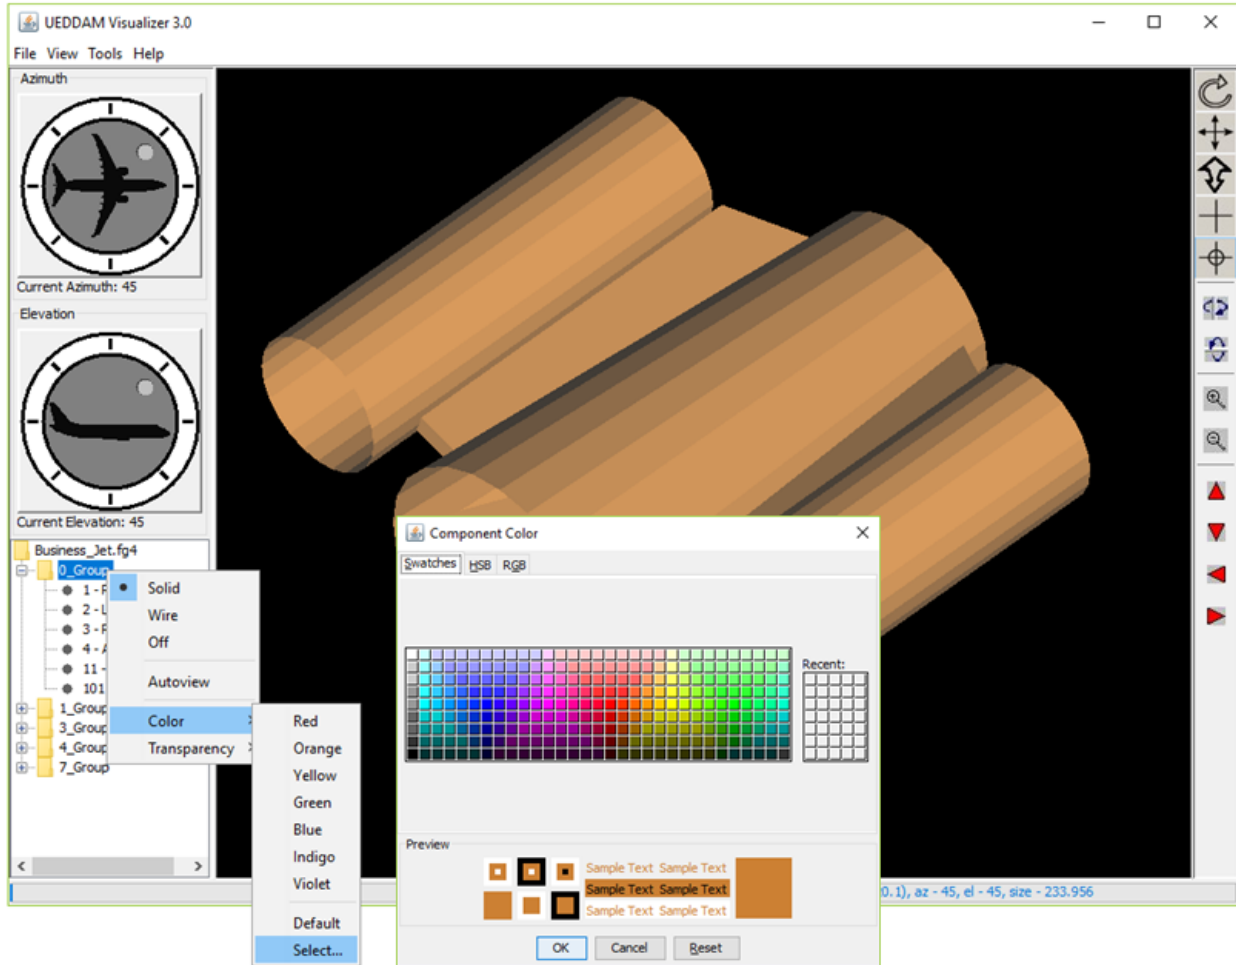 UEDDAM Visualizer 3.0
File View Tools Help
Azimuth
Current Azimuth: 45
Elevation
Current Elevation: 45
Business_Jet.fg4
0_Group
1 -
2 -
3 -
4 -
11 -
101
1_Group
3_Group
4_Group
7_Group
Solid
Wire
Off
Autoview
Color
Transparency
Red
Orange
Yellow
Green
Blue
Indigo
Violet
Default
Select...
Component Color
Swatches HSB RGB
Recent:
Preview
Sample Text Sample Text
Sample Text Sample Text
Sample Text Sample Text
OK Cancel Reset
0.1), az - 45, el - 45, size - 233.956